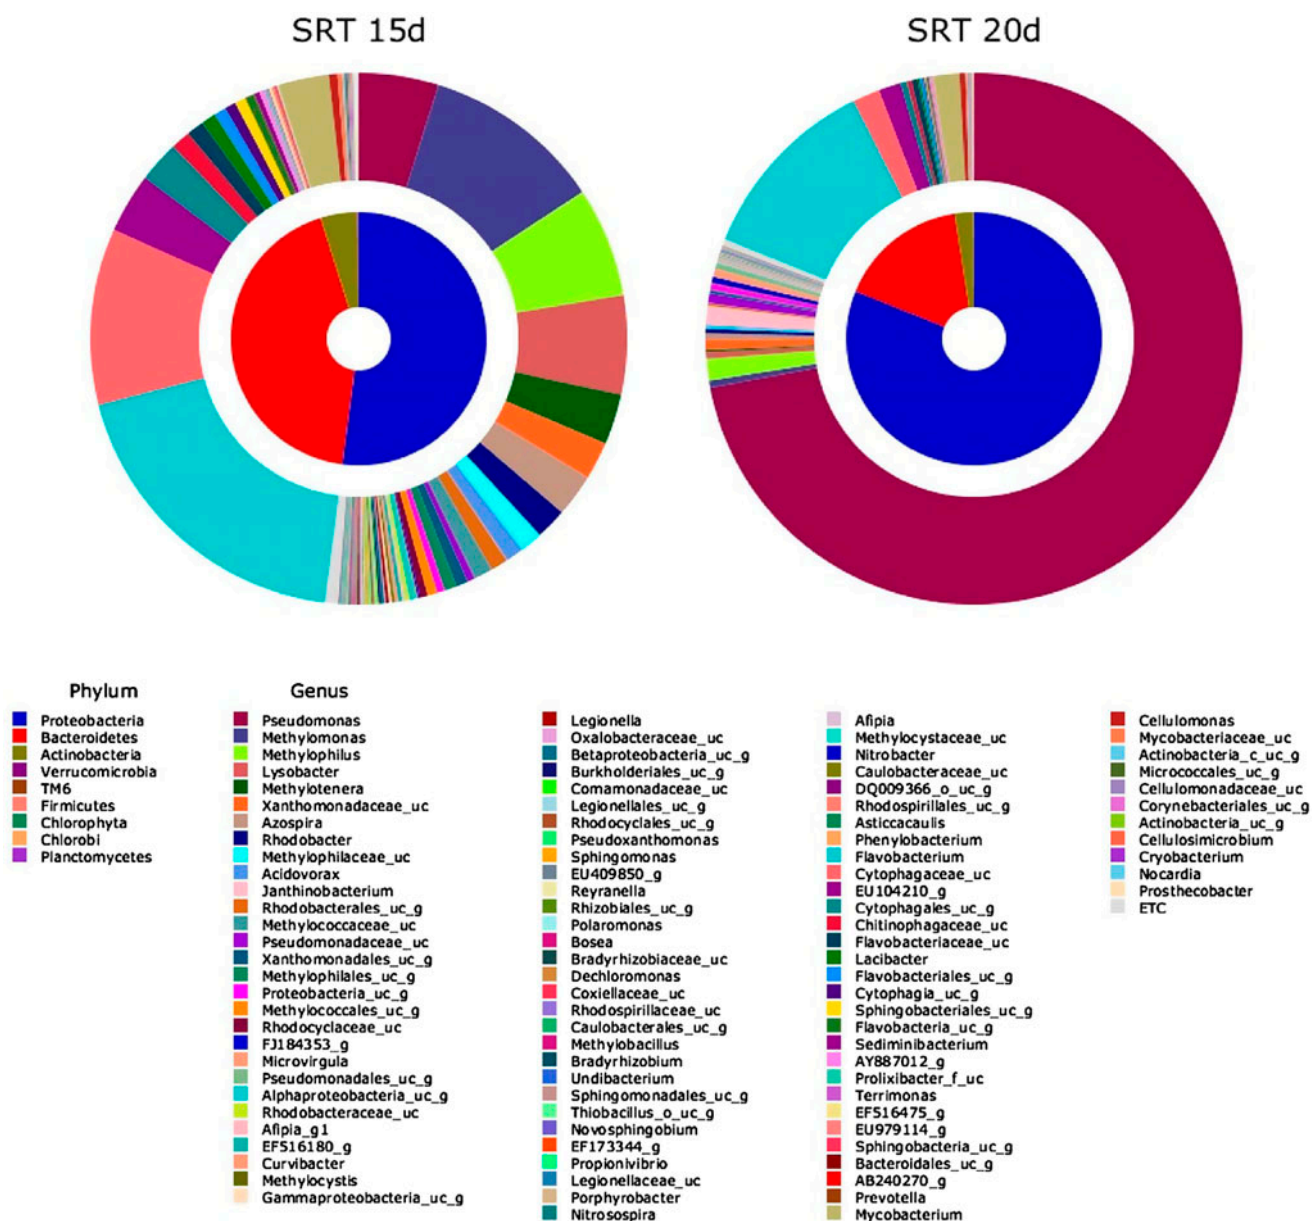 SRT 15d
SRT 20d
Phylum
Proteobacteria
Bacteroidetes
Actinobacteria
Verrucomicrobia
TM6
Firmicutes
Chlorophyta
Chlorobi
Planctomycetes
Genus
Pseudomonas
Methylomonas
Methylophilus
Lysobacter
Methylotenera
Xanthomonadaceae_uc
Azospira
Rhodobacter
Methylophilaceae_uc
Acidovorax
Janthinobacterium
Rhodobacterales_uc_g
Methylococcaceae_uc
Pseudomonadaceae_uc
Xanthomonadales_uc_g
Methylophilales_uc_g
Proteobacteria_uc_g
Methylococcales_uc_g
Rhodocyclaceae_uc
FJ184353_g
Microvirgula
Pseudomonadales_uc_g
Alphaproteobacteria_uc_g
Rhodobacteraceae_uc
Afipia_g1
EF516180_g
Curvibacter
Methylocystis
Gammaproteobacteria_uc_g
Legionella
Oxalobacteraceae_uc
Betaproteobacteria_uc_g
Burkholderiales_uc_g
Comamonadaceae_uc
Legionellales_uc_g
Rhodocyclales_uc_g
Pseudoxanthomonas
Sphingomonas
EU409850_g
Reyranella
Rhizobiales_uc_g
Polaromonas
Bosea
Bradyrhizobiaceae_uc
Dechloromonas
Coxiellaceae_uc
Rhodospirillaceae_uc
Caulobacterales_uc_g
Methylobacillus
Bradyrhizobium
Undibacterium
Sphingomonadales_uc_g
Thiobacillus_o_uc_g
Novosphingobium
EF173344_g
Propionivibrio
Legionellaceae_uc
Porphyrobacter
Nitrosospira
Afipia
Methylocystaceae_uc
Nitrobacter
Caulobacteraceae_uc
DQ009366_o_uc_g
Rhodospirillales_uc_g
Asticcacaulis
Phenylobacterium
Flavobacterium
Cytophagaceae_uc
EU104210_g
Cytophagales_uc_g
Chitinophagaceae_uc
Flavobacteriaceae_uc
Lacibacter
Flavobacteriales_uc_g
Cytophagia_uc_g
Sphingobacteriales_uc_g
Flavobacteria_uc_g
Sediminibacterium
AY887012_g
Prolixibacter_f_uc
Terrimonas
EF516475_g
EU979114_g
Sphingobacteria_uc_g
Bacteroidales_uc_g
AB240270_g
Prevotella
Mycobacterium
Cellulomonas
Mycobacteriaceae_uc
Actinobacteria_c_uc_g
Micrococcales_uc_g
Cellulomonadaceae_uc
Corynebacteriales_uc_g
Actinobacteria_uc_g
Cellulosimicrobium
Cryobacterium
Nocardia
Prosthecobacter
ETC